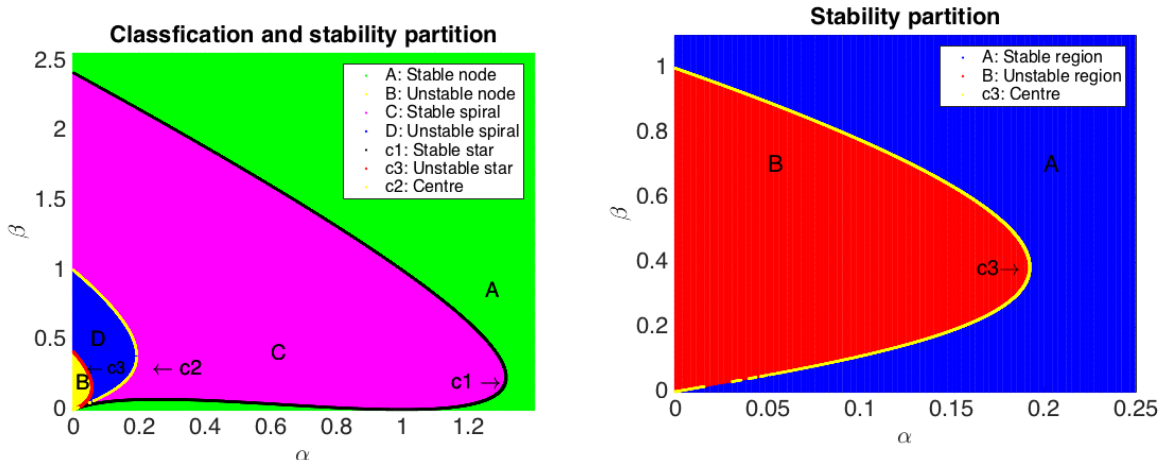 Classfication and stability partition
2.5
2
1.5
1
0.5
0
β
0 0.2 0.4 0.6 0.8 1 1.2
α
A: Stable node
B: Unstable node
C: Stable spiral
D: Unstable spiral
c1: Stable star
c3: Unstable star
c2: Centre
A
D
C
B
←c3
←c2
c1→
Stability partition
1
0.8
0.6
0.4
0.2
0
β
0 0.05 0.1 0.15 0.2 0.25
α
A: Stable region
B: Unstable region
c3: Centre
B
A
c3→